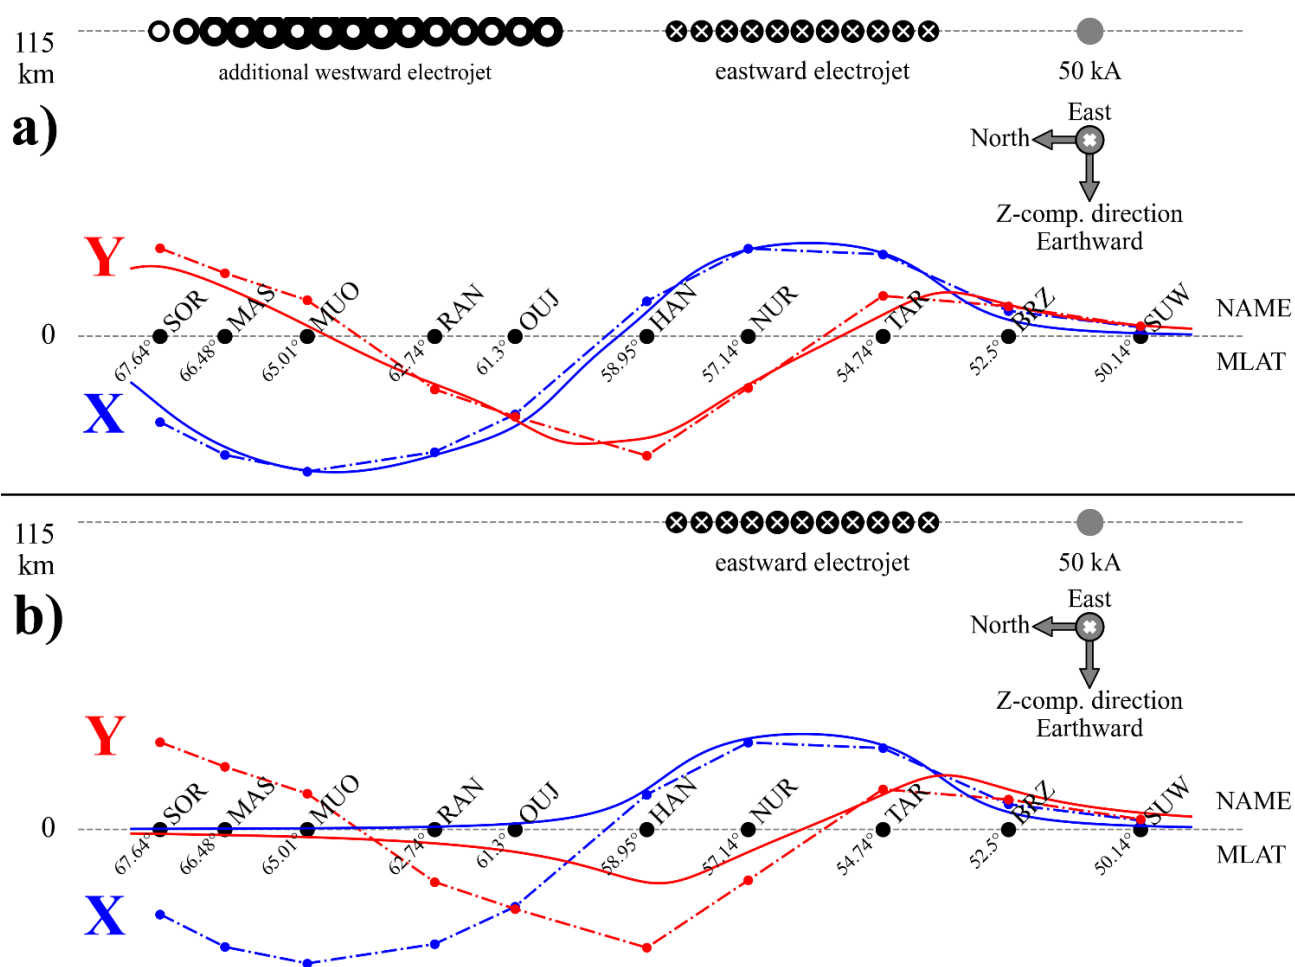 115
km
additional westward electrojet
eastward electrojet
50 kA
a)
East
North
Z-comp. direction
Earthward
Y
SOR
MAS
MUO
RAN
OUJ
HAN
NUR
TAR
BRZ
SUW
NAME
0
67.64°
66.48°
65.01°
62.74°
61.3°
58.95°
57.14°
54.74°
52.5°
50.14°
MLAT
X
115
km
eastward electrojet
50 kA
b)
East
North
Z-comp. direction
Earthward
Y
SOR
MAS
MUO
RAN
OUJ
HAN
NUR
TAR
BRZ
SUW
NAME
0
67.64°
66.48°
65.01°
62.74°
61.3°
58.95°
57.14°
54.74°
52.5°
50.14°
MLAT
X